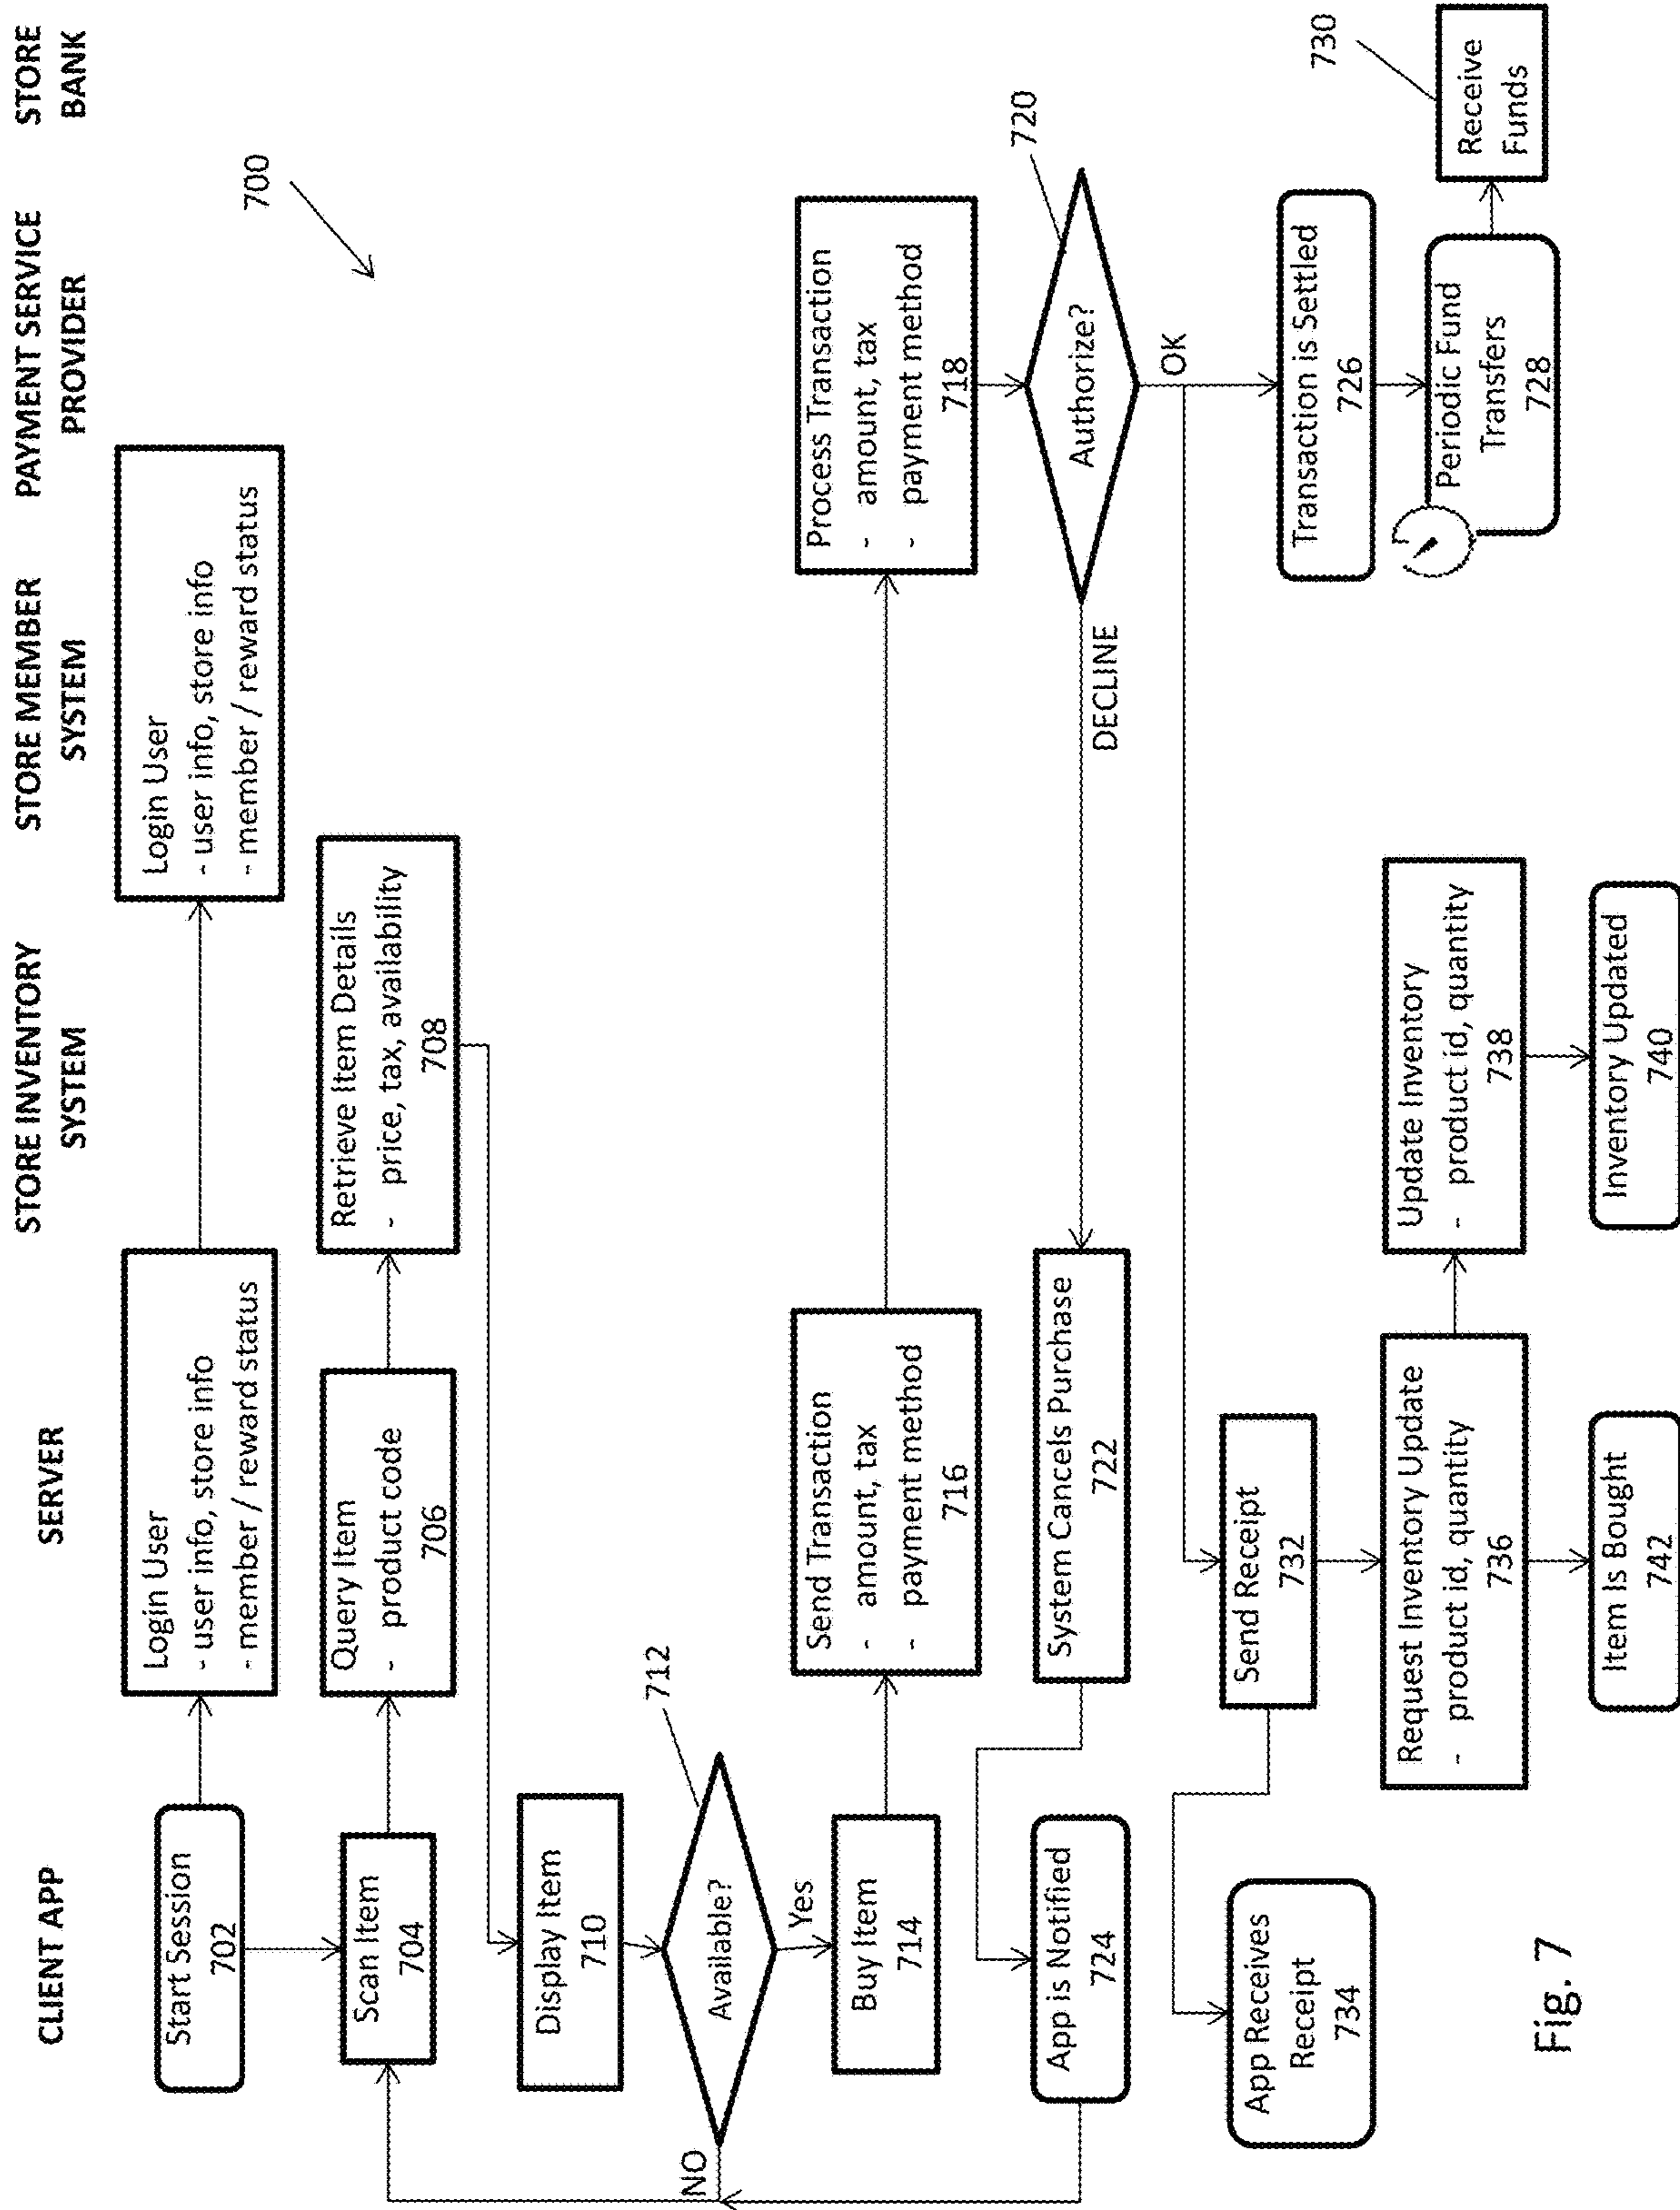 CLIENT APP
SERVER
STORE INVENTORY
SYSTEM
STORE MEMBER
SYSTEM
PAYMENT SERVICE
PROVIDER
STORE
BANK
700
Start Session
702
Login User
- user info, store info
- member / reward status
Login User
- user info, store info
- member / reward status
Scan Item
704
Query Item
- product code
706
Retrieve Item Details
- price, tax, availability
708
Display Item
710
712
Available?
NO
Yes
Buy Item
714
Send Transaction
- amount, tax
- payment method
716
Process Transaction
- amount, tax
- payment method
718
720
Authorize?
DECLINE
OK
System Cancels Purchase
722
App is Notified
724
Transaction is Settled
726
Periodic Fund
Transfers
728
730
Receive
Funds
Send Receipt
732
App Receives
Receipt
734
Request Inventory Update
- product id, quantity
736
Update Inventory
- product id, quantity
738
Inventory Updated
740
Item Is Bought
742
Fig. 7